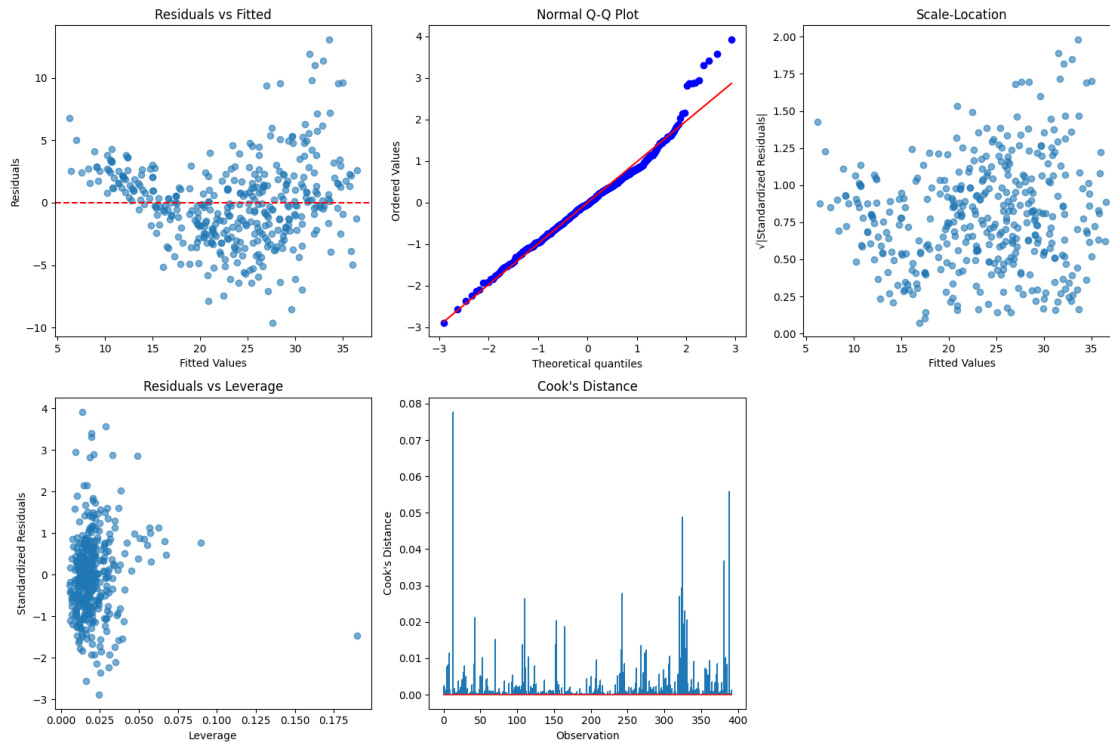 Residuals vs Fitted
Residuals
10
5
0
−5
−10
5 10 15 20 25 30 35
Fitted Values
Normal Q-Q Plot
Ordered Values
4
3
2
1
0
−1
−2
−3
−3 −2 −1 0 1 2 3
Theoretical quantiles
Scale-Location
√|Standardized Residuals|
2.00
1.75
1.50
1.25
1.00
0.75
0.50
0.25
0.00
5 10 15 20 25 30 35
Fitted Values
Residuals vs Leverage
Standardized Residuals
4
3
2
1
0
−1
−2
−3
0.000 0.025 0.050 0.075 0.100 0.125 0.150 0.175
Leverage
Cook's Distance
Cook's Distance
0.08
0.07
0.06
0.05
0.04
0.03
0.02
0.01
0.00
0 50 100 150 200 250 300 350 400
Observation